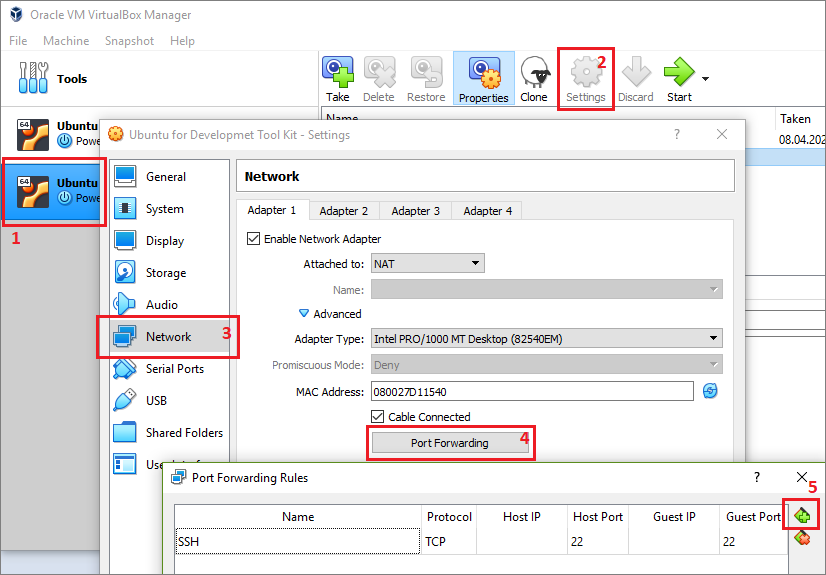 Oracle VM VirtualBox Manager
File Machine Snapshot Help
Tools
Take Delete Restore Properties Clone Settings Discard Start
2
Name Taken
64 Ubuntu
Powe
08.04.202
Ubuntu for Developmet Tool Kit - Settings ?
64 Ubuntu
Powe
1
General
System
Display
Storage
Audio
Network 3
Serial Ports
USB
Shared Folders
Network
Adapter 1 Adapter 2 Adapter 3 Adapter 4
Enable Network Adapter
Attached to: NAT
Name:
Advanced
Adapter Type: Intel PRO/1000 MT Desktop (82540EM)
Promiscuous Mode: Deny
MAC Address: 080027D11540
Cable Connected
Port Forwarding 4
Port Forwarding Rules ?
5
Name Protocol Host IP Host Port Guest IP Guest Port
SSH TCP 22 22